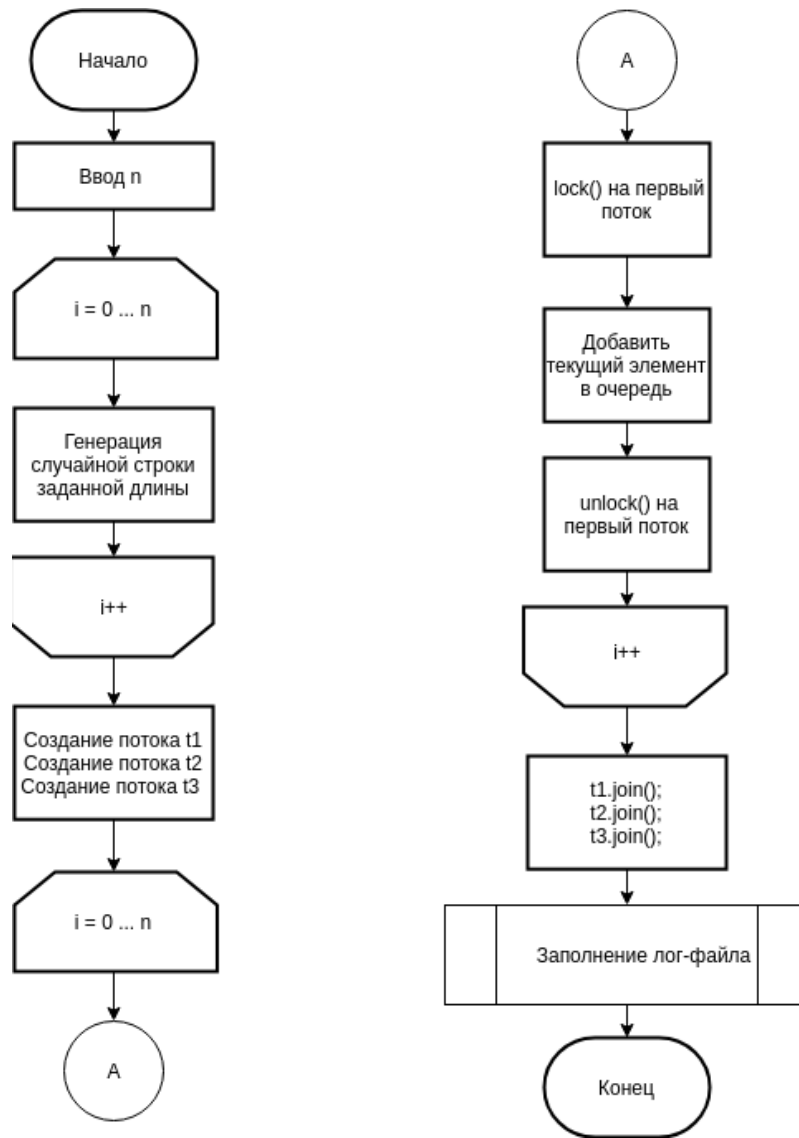 Начало
Ввод n
i = 0 ... n
Генерация
случайной строки
заданной длины
i++
Создание потока t1
Создание потока t2
Создание потока t3
i = 0 ... n
A
A
lock() на первый
поток
Добавить
текущий элемент
в очередь
unlock() на
первый поток
i++
t1.join();
t2.join();
t3.join();
Заполнение лог-файла
Конец